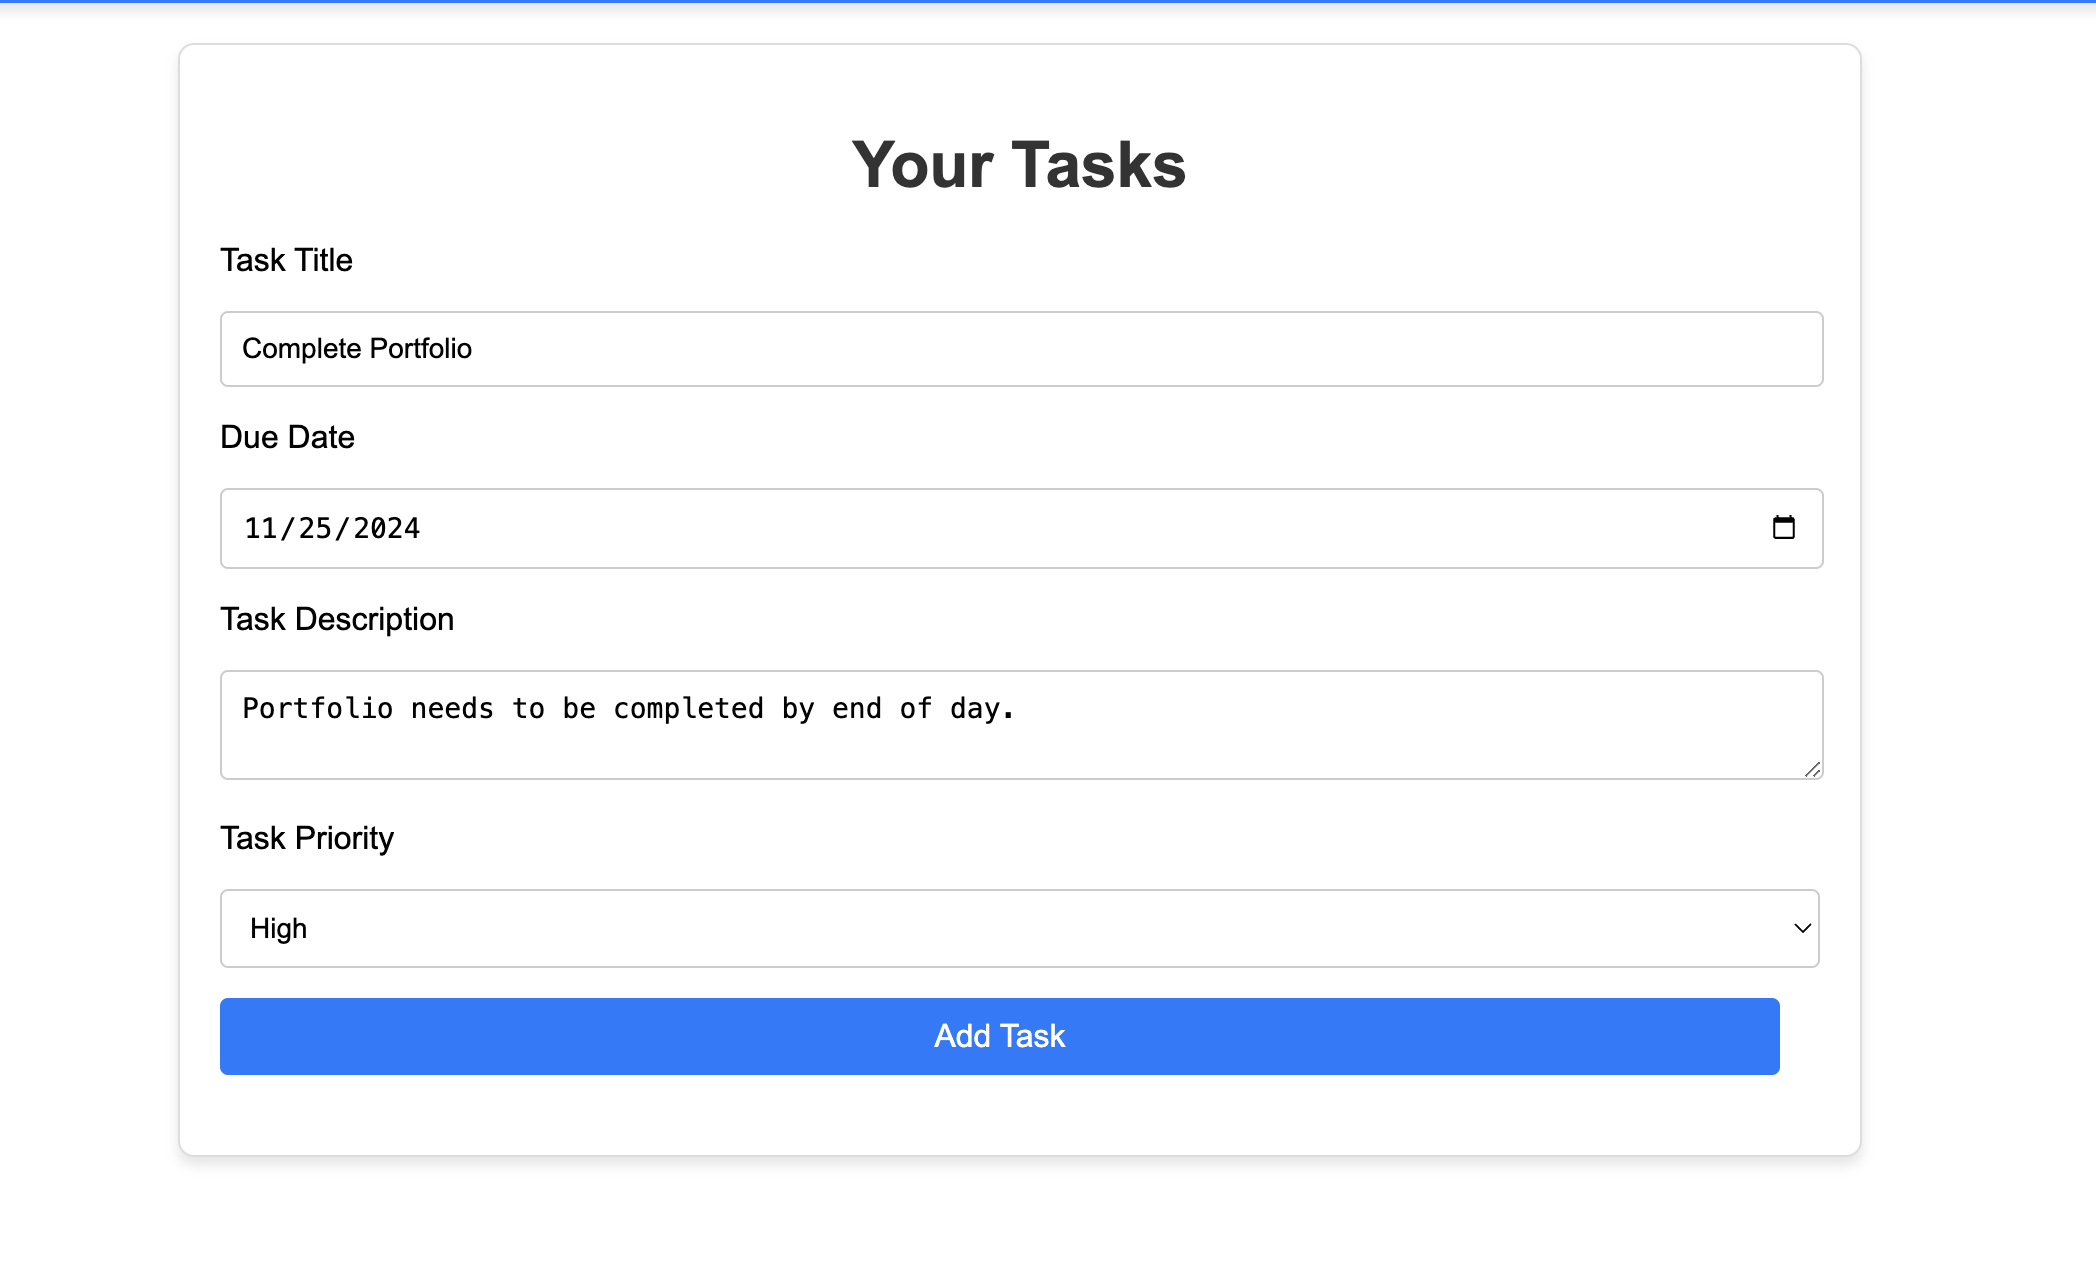 Your Tasks
Task Title
Complete Portfolio
Due Date
11/25/2024
Task Description
Portfolio needs to be completed by end of day.
Task Priority
High
Add Task